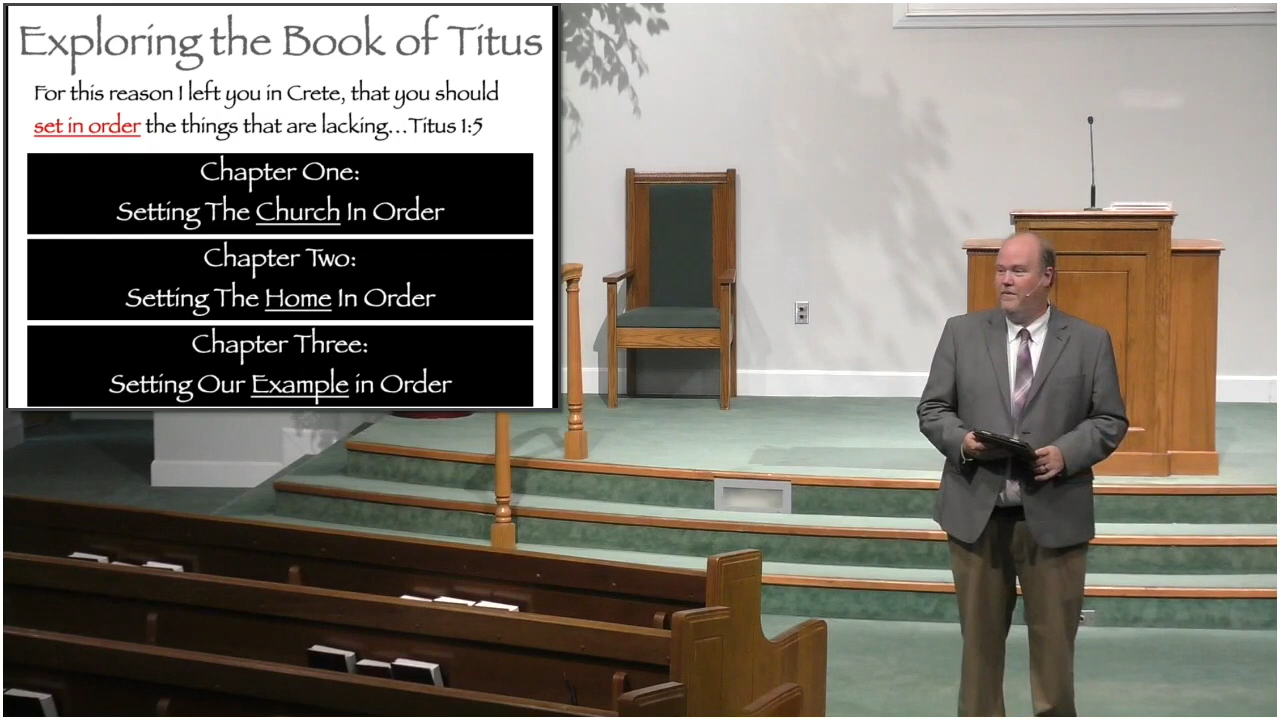 Exploring the Book of Titus
For this reason I left you in Crete, that you should
set in order the things that are lacking...Titus 1:5
Chapter One:
Setting The Church In Order
Chapter Two:
Setting The Home In Order
Chapter Three:
Setting Our Example in Order